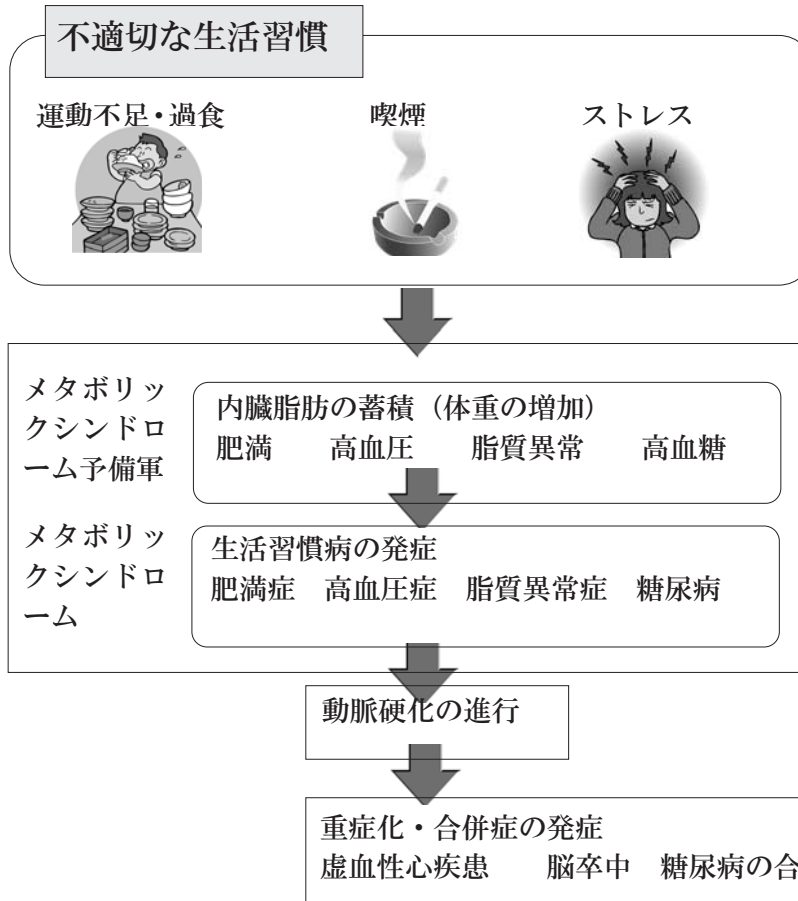 不適切な生活習慣
運動不足・過食
喫煙
ストレス
メタボリッ
クシンドロ
ーム予備軍
内臓脂肪の蓄積（体重の増加）
肥満　高血圧　脂質異常　高血糖
メタボリッ
クシンドロ
ーム
生活習慣病の発症
肥満症　高血圧症　脂質異常症　糖尿病
動脈硬化の進行
重症化・合併症の発症
虚血性心疾患　脳卒中　糖尿病の合